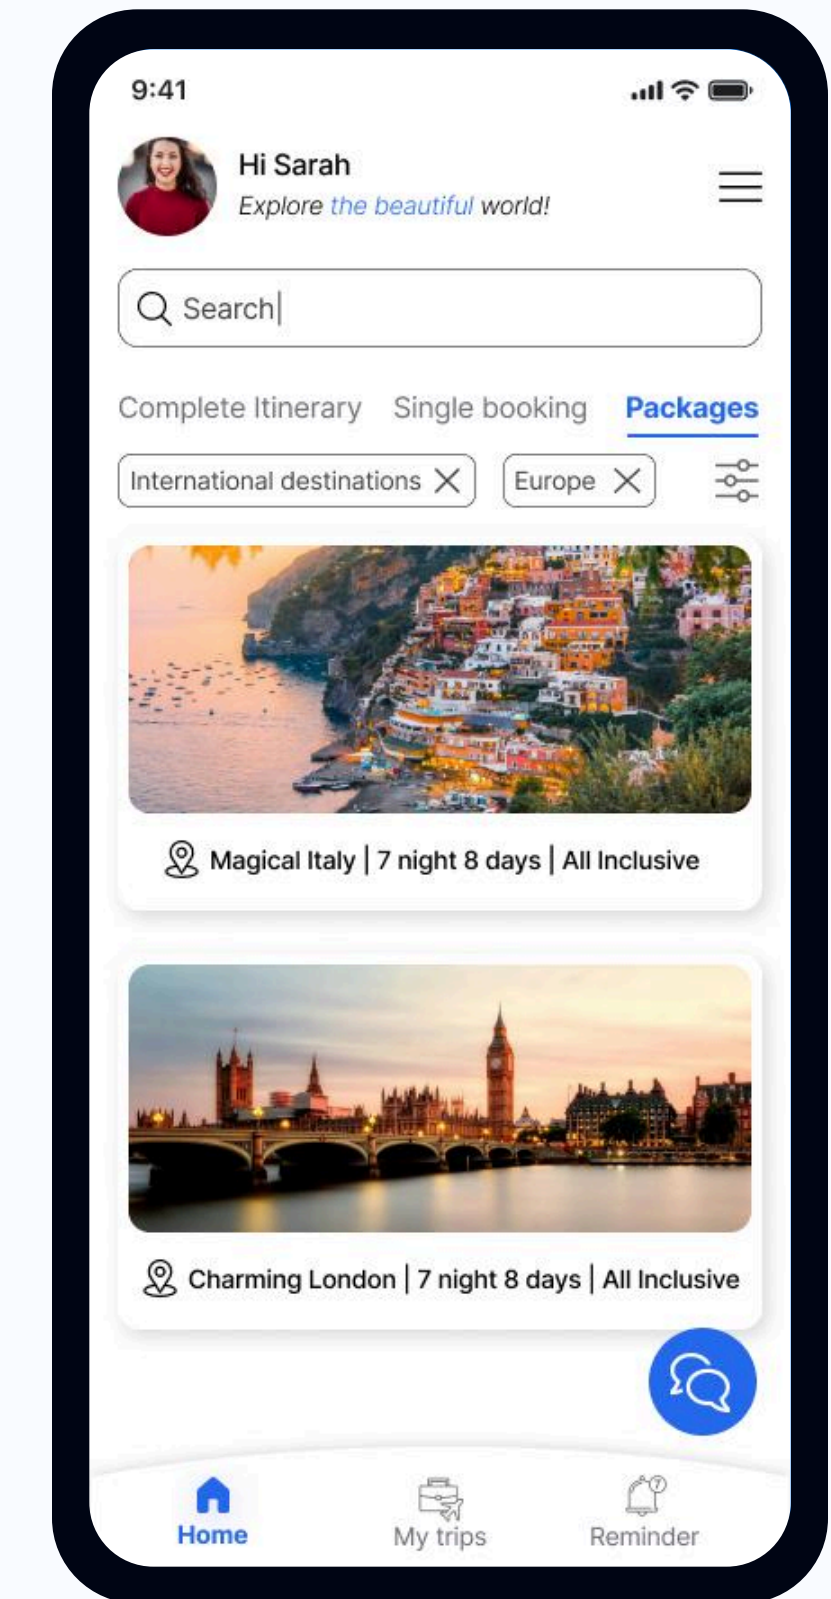 9:41
Hi Sarah
Explore the beautiful world!
Search
Complete Itinerary Single booking Packages
International destinations Europe
Magical Italy | 7 night 8 days | All Inclusive
Charming London | 7 night 8 days | All Inclusive
7
Home My trips Reminder